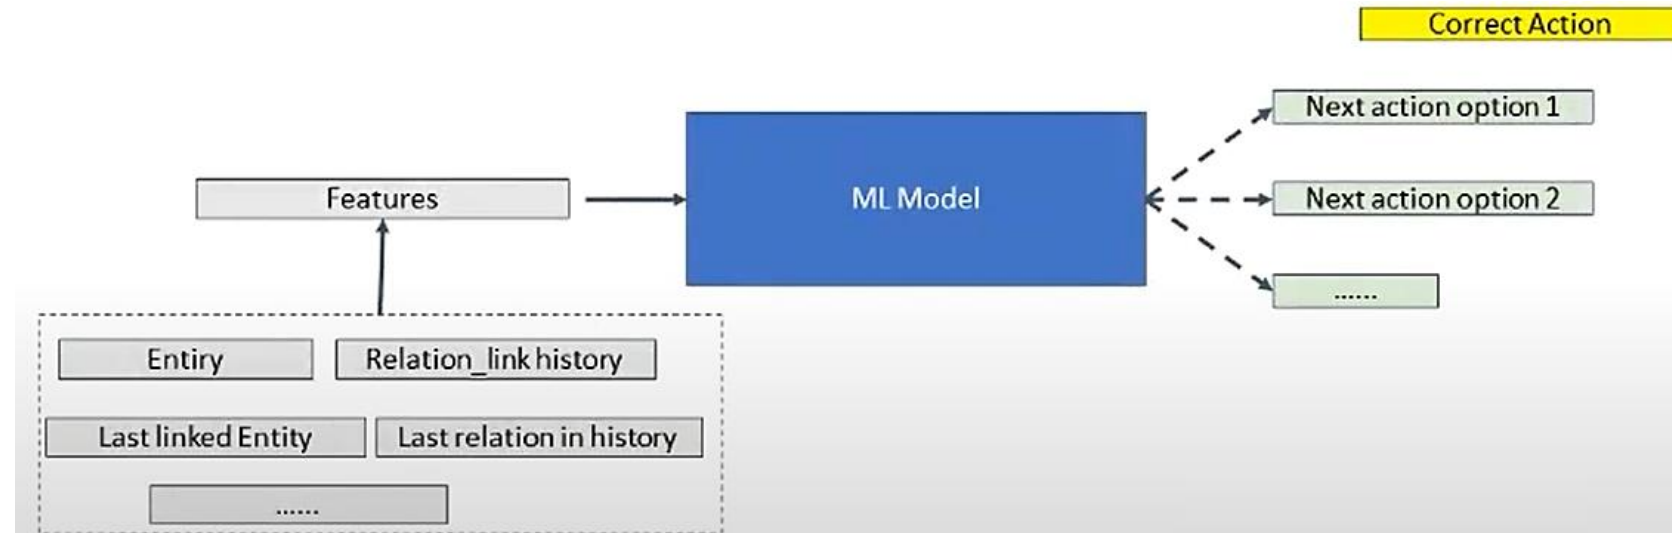 Correct Action
Next action option 1
Features
ML Model
Next action option 2
......
Entiry
Relation_link history
Last linked Entity
Last relation in history
......